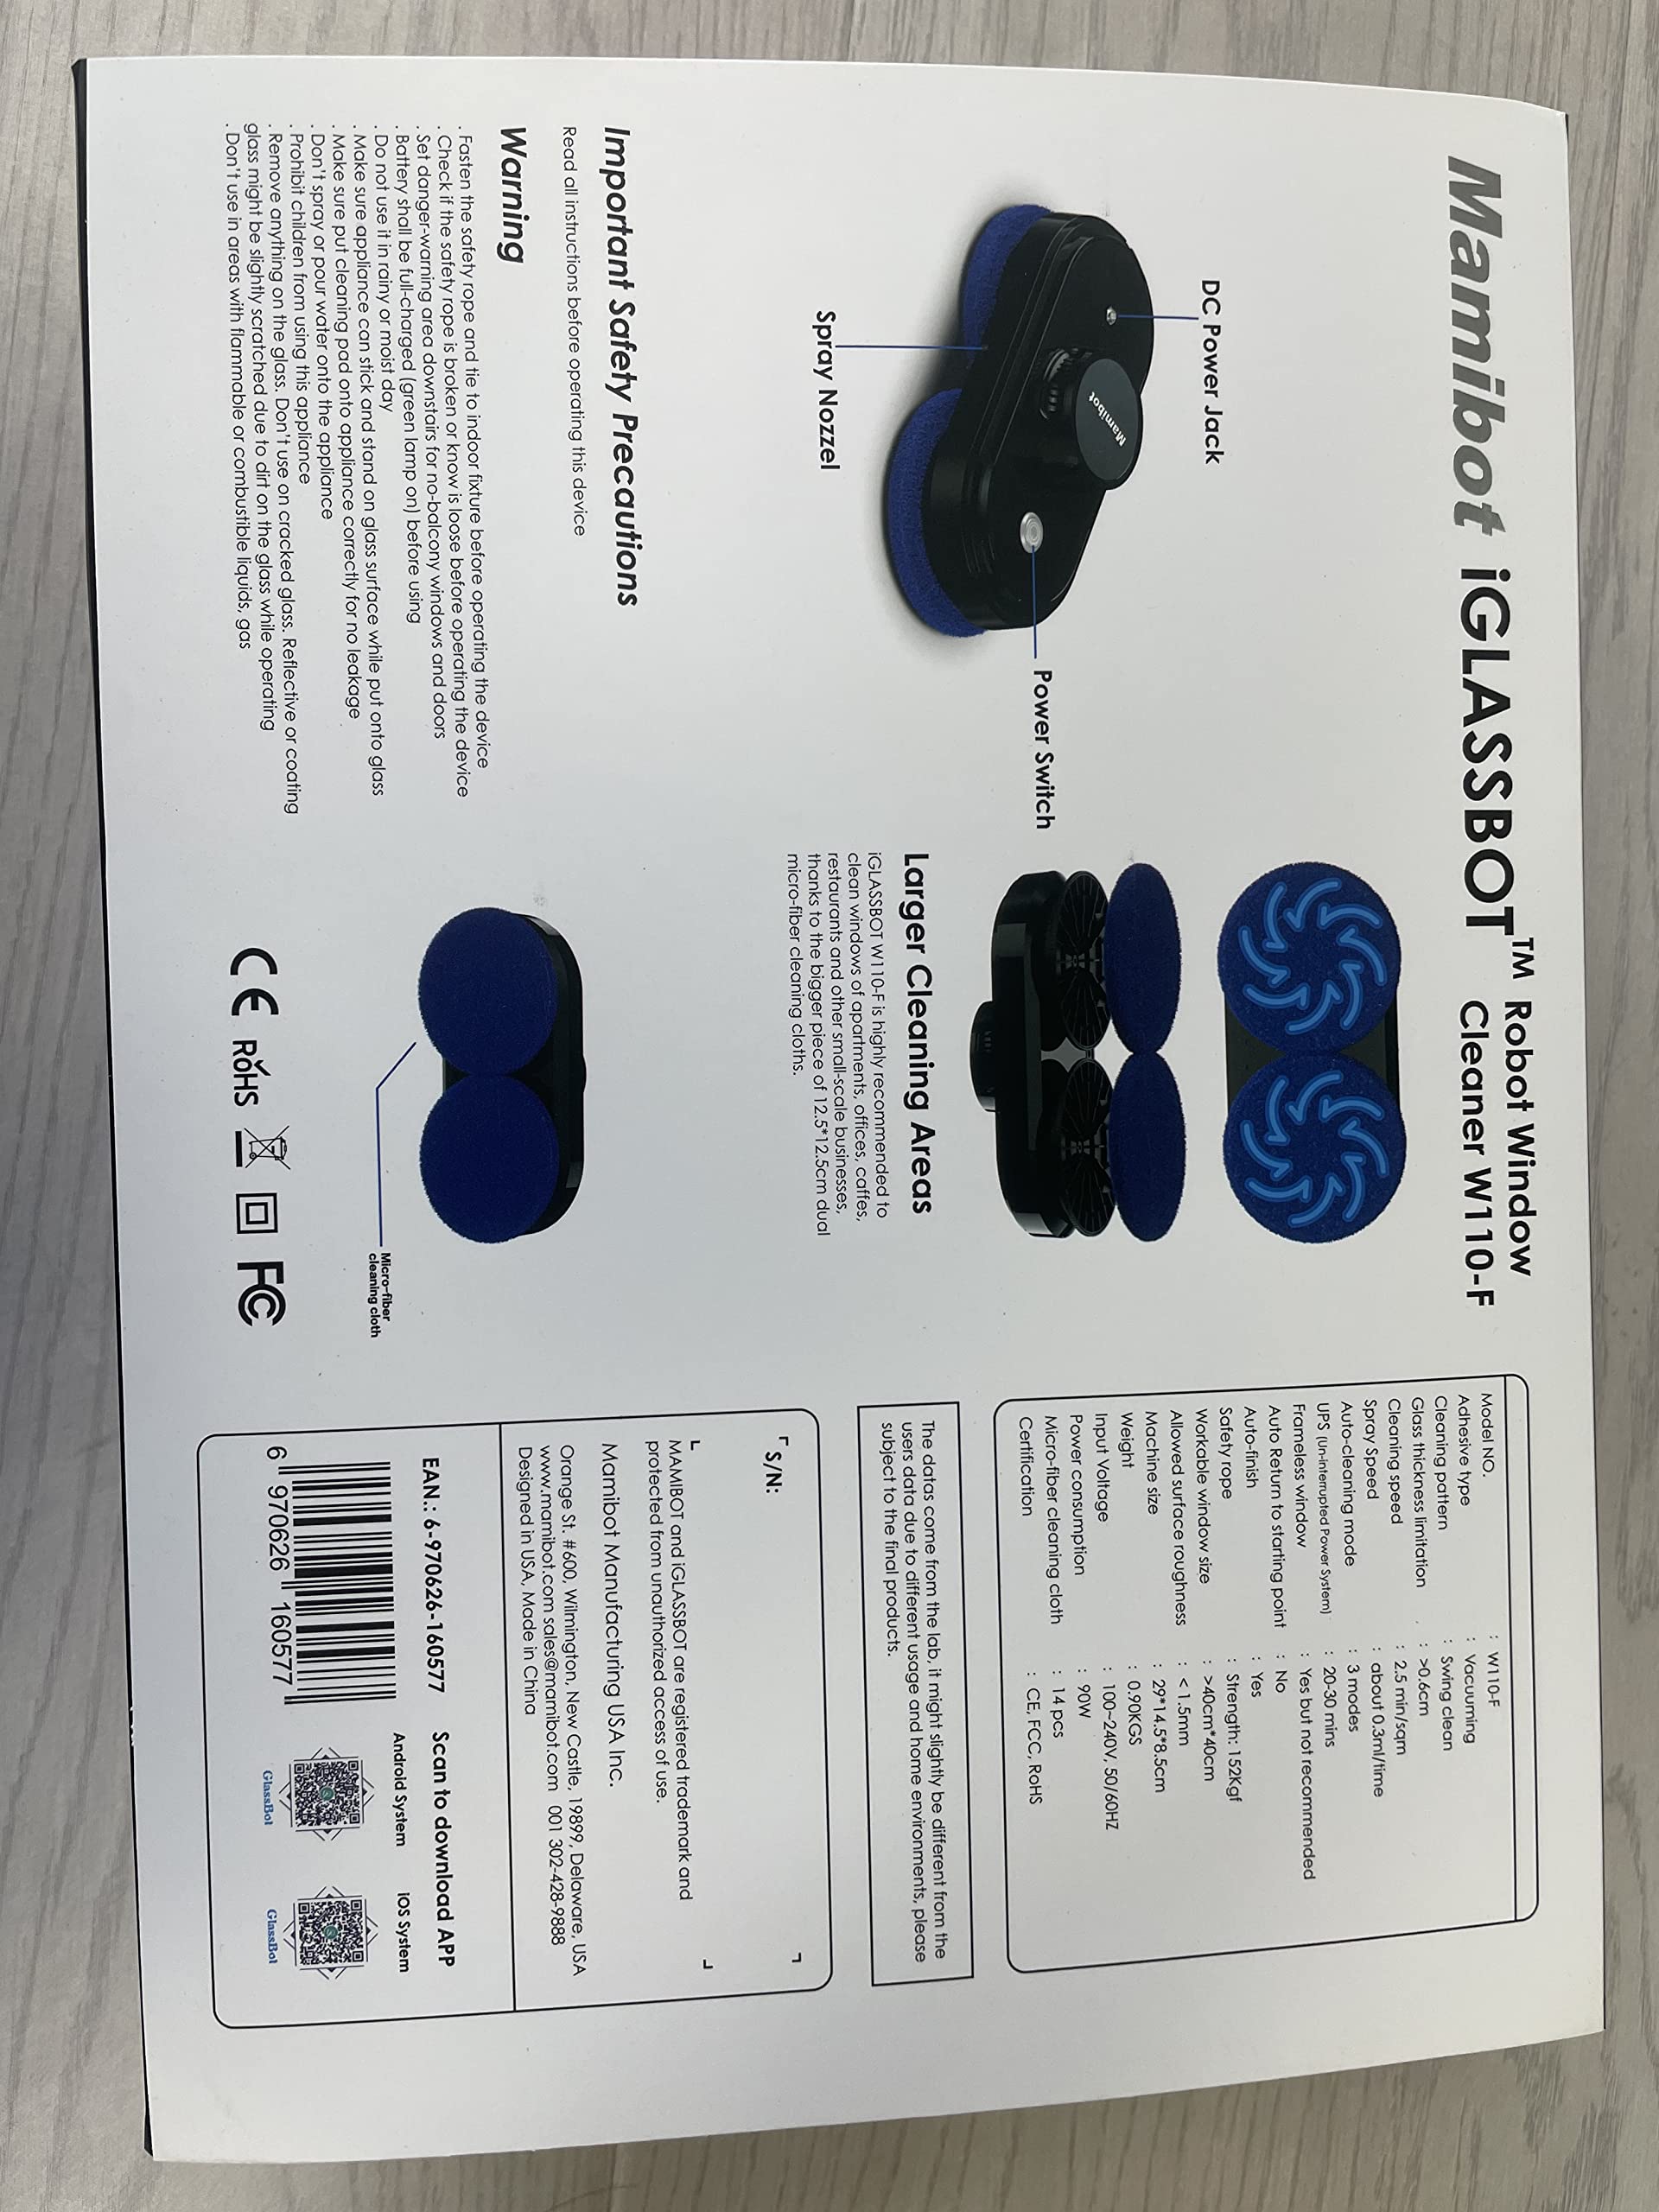 Mamibot iGLASSBOT™ Robot Window
Cleaner W110-F
DC Power Jack
Mamibot
Spray Nozzel
Power Switch
Larger Cleaning Areas
iGLASSBOT W110-F is highly recommended to
clean windows of apartments, offices, caffes,
restaurants and other small-scale businesses,
thanks to the bigger piece of 12.5*12.5cm dual
micro-fiber cleaning cloths.
Important Safety Precautions
Read all instructions before operating this device
Warning
. Fasten the safety rope and tie to indoor fixture before operating the device
. Check if the safety rope is broken or know is loose before operating the device
. Set danger-warning area downstairs for no-balcony windows and doors
. Battery shall be full-charged (green lamp on) before using
. Do not use it in rainy or moist day
. Make sure appliance can stick and stand on glass surface while put onto glass
. Make sure put cleaning pad onto appliance correctly for no leakage
. Don't spray or pour water onto the appliance
. Prohibit children from using this appliance
. Remove anything on the glass. Don't use on cracked glass. Reflective or coating
glass might be slightly scratched due to dirt on the glass while operating
. Don't use in areas with flammable or combustible liquids, gas
Micro-fiber
cleaning cloth
CE RoHS FC
Model NO. : W110-F
Adhesive type : Vacuuming
Cleaning pattern : Swing clean
Glass thickness limitation : >0.6cm
Cleaning speed : 2.5 min/sqm
Spray Speed : about 0.3ml/time
Auto-cleaning mode : 3 modes
UPS (Un-interrupted Power System) : 20-30 mins
Frameless window : Yes but not recommended
Auto Return to starting point : No
Auto-finish : Yes
Safety rope : Strength: 152Kgf
Workable window size : >40cm*40cm
Allowed surface roughness : <1.5mm
Machine size : 29*14.5*8.5cm
Weight : 0.90KGS
Input Voltage : 100~240V, 50/60HZ
Power consumption : 90W
Micro-fiber cleaning cloth : 14 pcs
Certification : CE, FCC, RoHS
The datas come from the lab, it might slightly be different from the
users data due to different usage and home environments, please
subject to the final products.
S/N:
MAMIBOT and iGLASSBOT are registered trademark and
protected from unauthorized access of use.
Mamibot Manufacturing USA Inc.
Orange St. #600, Wilmington, New Castle, 19899, Delaware, USA
www.mamibot.com sales@mamibot.com 001 302-428-9888
Designed in USA, Made in China
EAN.: 6-970626-160577
6 970626 160577
Scan to download APP
Android System
iOS System
GlassBot
GlassBot